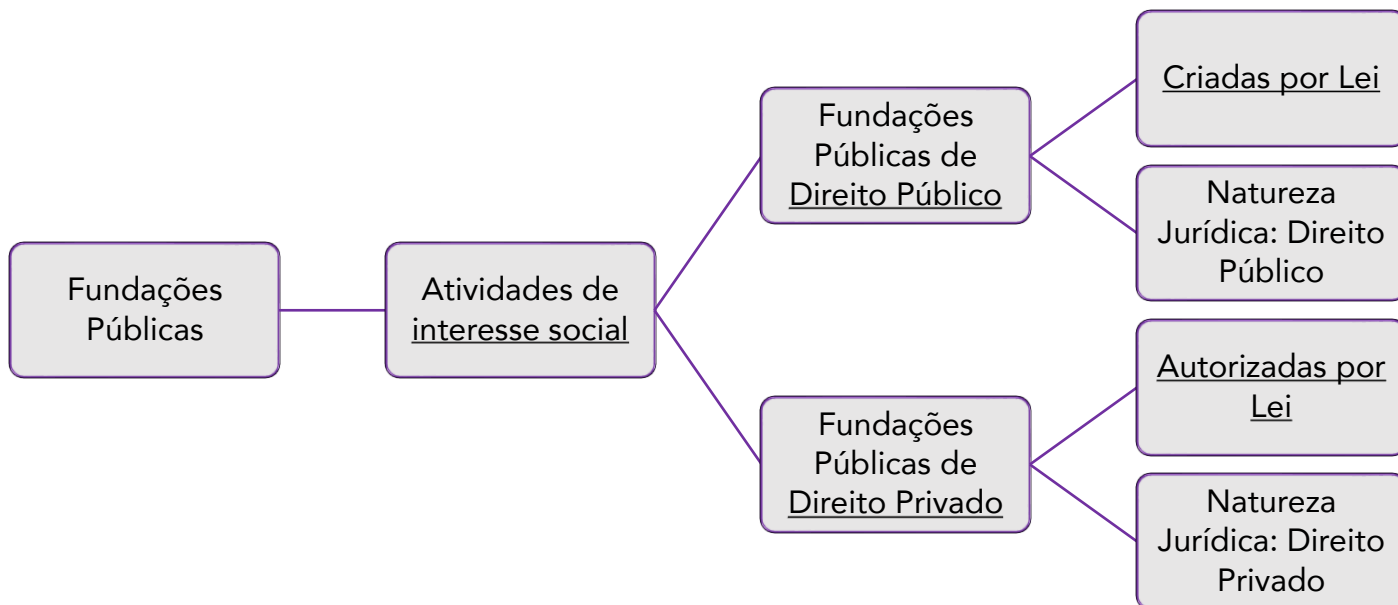 Fundações
Públicas
Atividades de
interesse social
Fundações
Públicas de
Direito Público
Criadas por Lei
Natureza
Jurídica: Direito
Público
Fundações
Públicas de
Direito Privado
Autorizadas por
Lei
Natureza
Jurídica: Direito
Privado